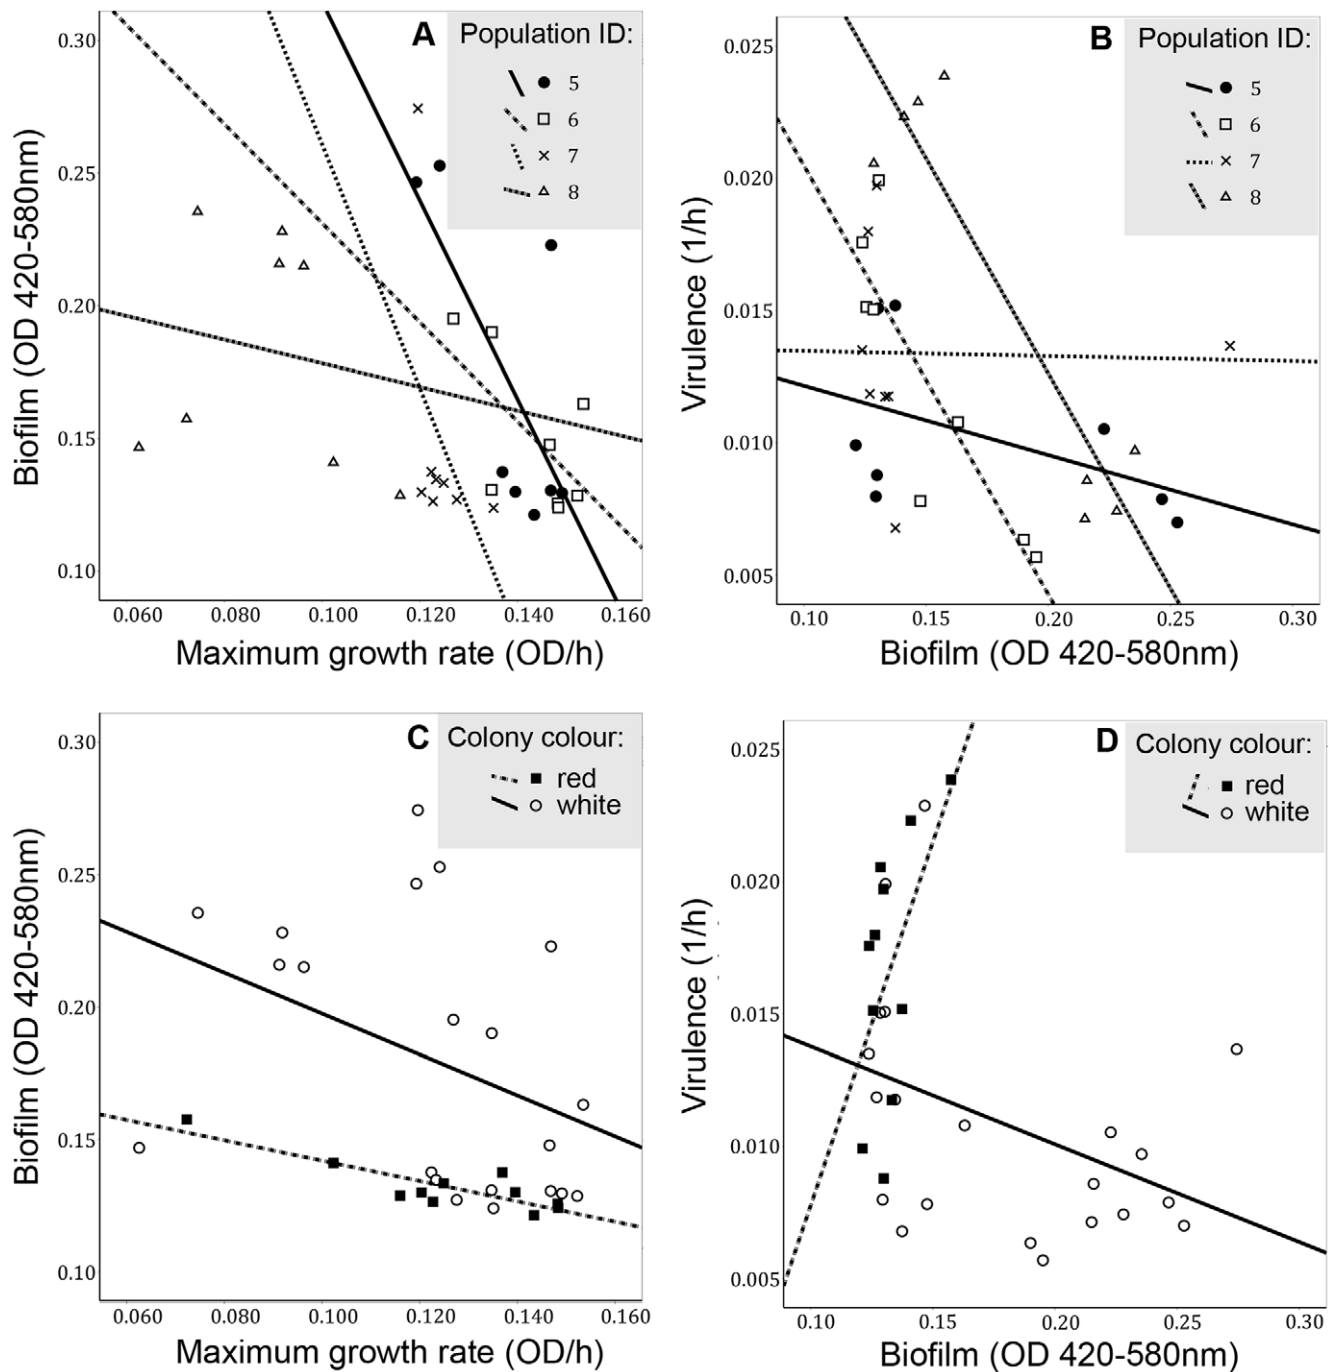 A Population ID:
5
6
7
8
0.30
0.25
0.20
0.15
0.10
Biofilm (OD 420-580nm)
0.060 0.080 0.100 0.120 0.140 0.160
Maximum growth rate (OD/h)
B Population ID:
5
6
7
8
0.025
0.020
0.015
0.010
0.005
Virulence (1/h)
0.10 0.15 0.20 0.25 0.30
Biofilm (OD 420-580nm)
C Colony colour:
red
white
0.30
0.25
0.20
0.15
0.10
Biofilm (OD 420-580nm)
0.060 0.080 0.100 0.120 0.140 0.160
Maximum growth rate (OD/h)
D Colony colour:
red
white
0.025
0.020
0.015
0.010
0.005
Virulence (1/h)
0.10 0.15 0.20 0.25 0.30
Biofilm (OD 420-580nm)